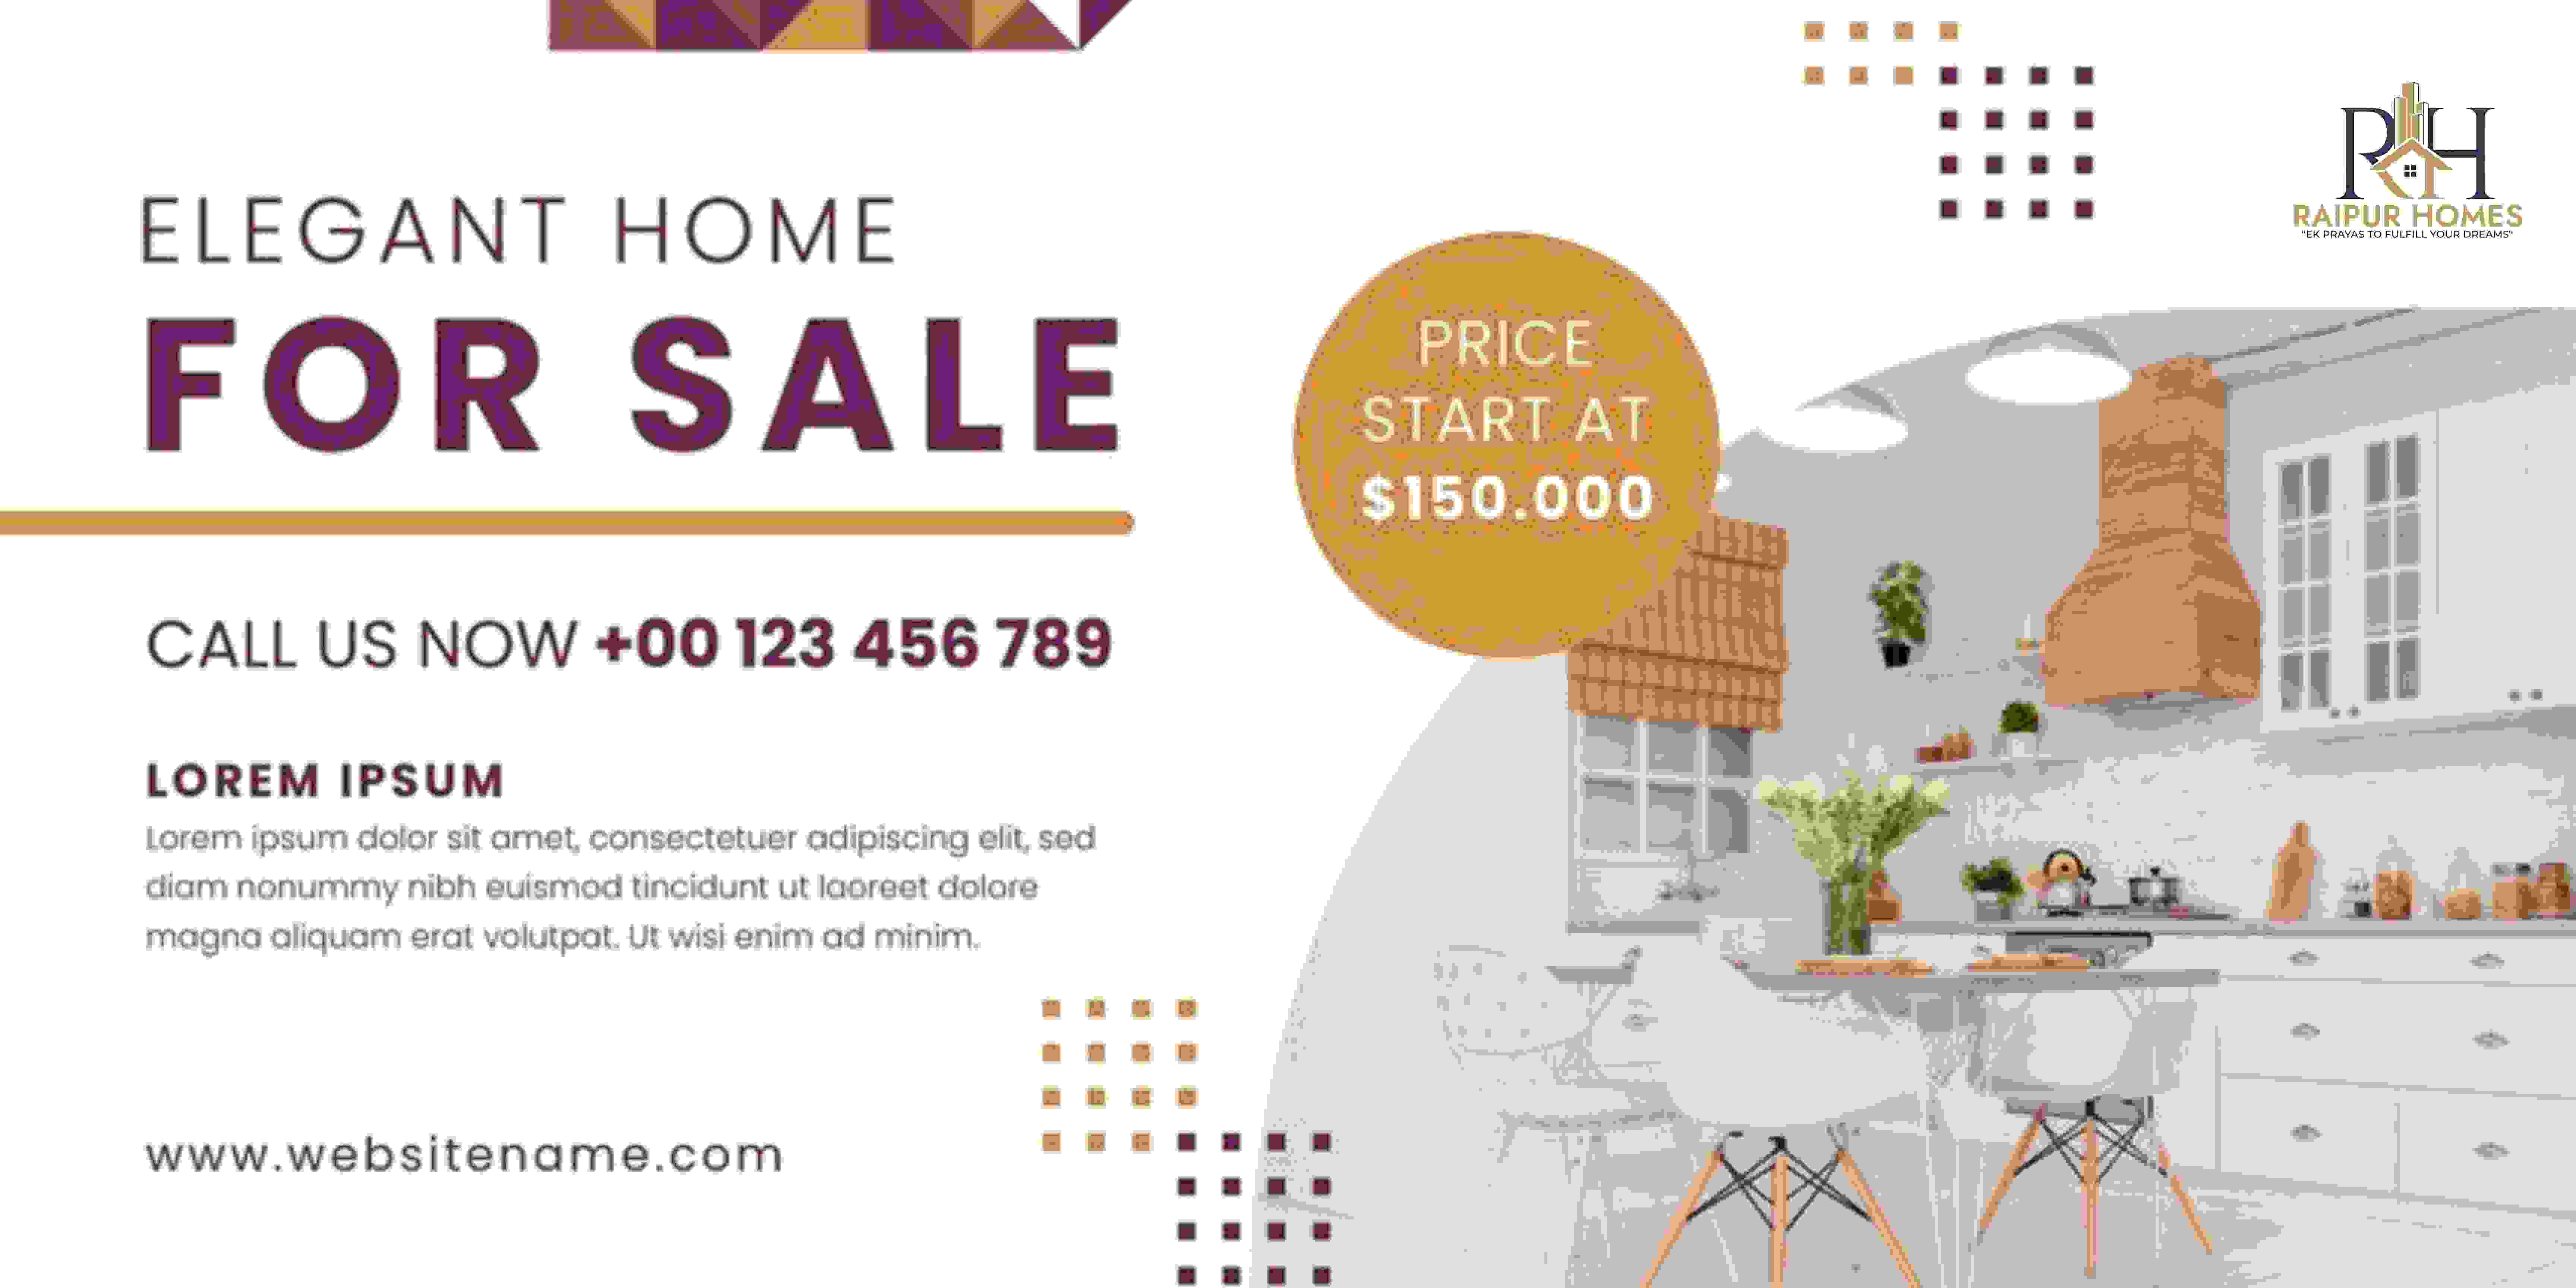 ELEGANT HOME
FOR SALE
CALL US NOW +00 123 456 789
LOREM IPSUM
Lorem ipsum dolor sit amet, consectetuer adipiscing elit, sed
diam nonummy nibh euismod tincidunt ut laoreet dolore
magna aliquam erat volutpat. Ut wisi enim ad minim.
www.websitename.com
PRICE
START AT
$150.000
RH
RAIPUR HOMES
"EK PRAYAS TO FULFILL YOUR DREAMS"